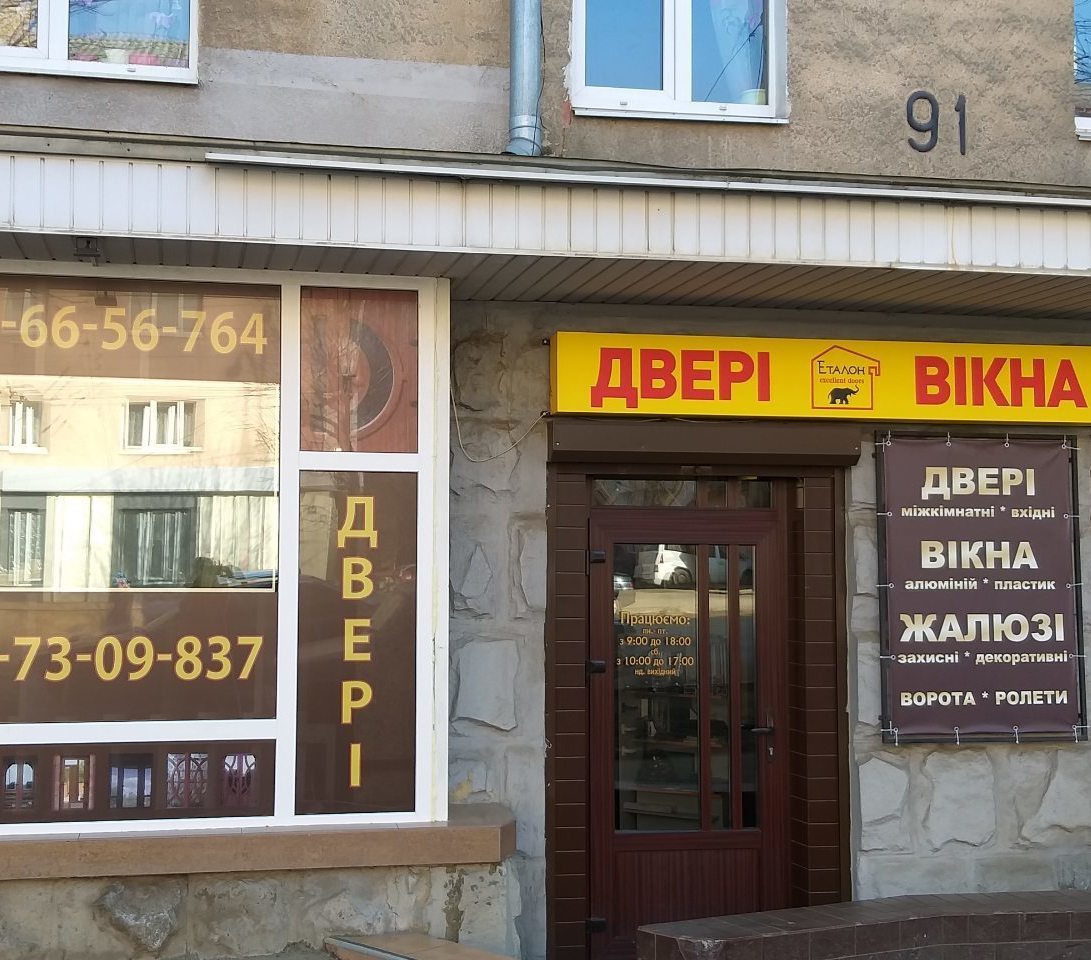 91
-66-56-764
-73-09-837
ДВЕРІ
ДВЕРІ
Еталон
excellent doors
ВІКНА
Працюємо:
пн.- пт.
з 9:00 до 18:00
сб.
з 10:00 до 17:00
нд. вихідний
ДВЕРІ
міжкімнатні * вхідні
ВІКНА
алюміній * пластик
ЖАЛЮЗІ
захисні * декоративні
ВОРОТА * РОЛЕТИ